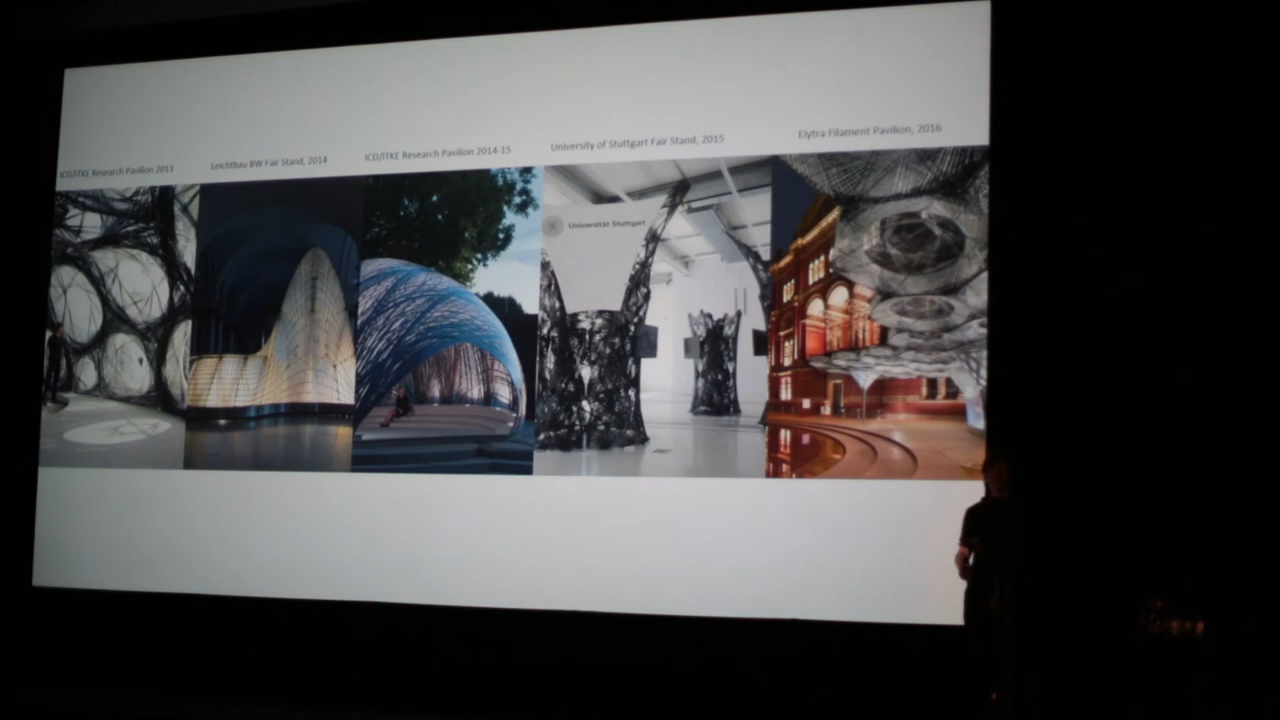 ICD/ITKE Research Pavilion 2013
Leichtbau BW Fair Stand, 2014
ICD/ITKE Research Pavilion 2014-15
University of Stuttgart Fair Stand, 2015
Elytra Filament Pavilion, 2016
Universität Stuttgart